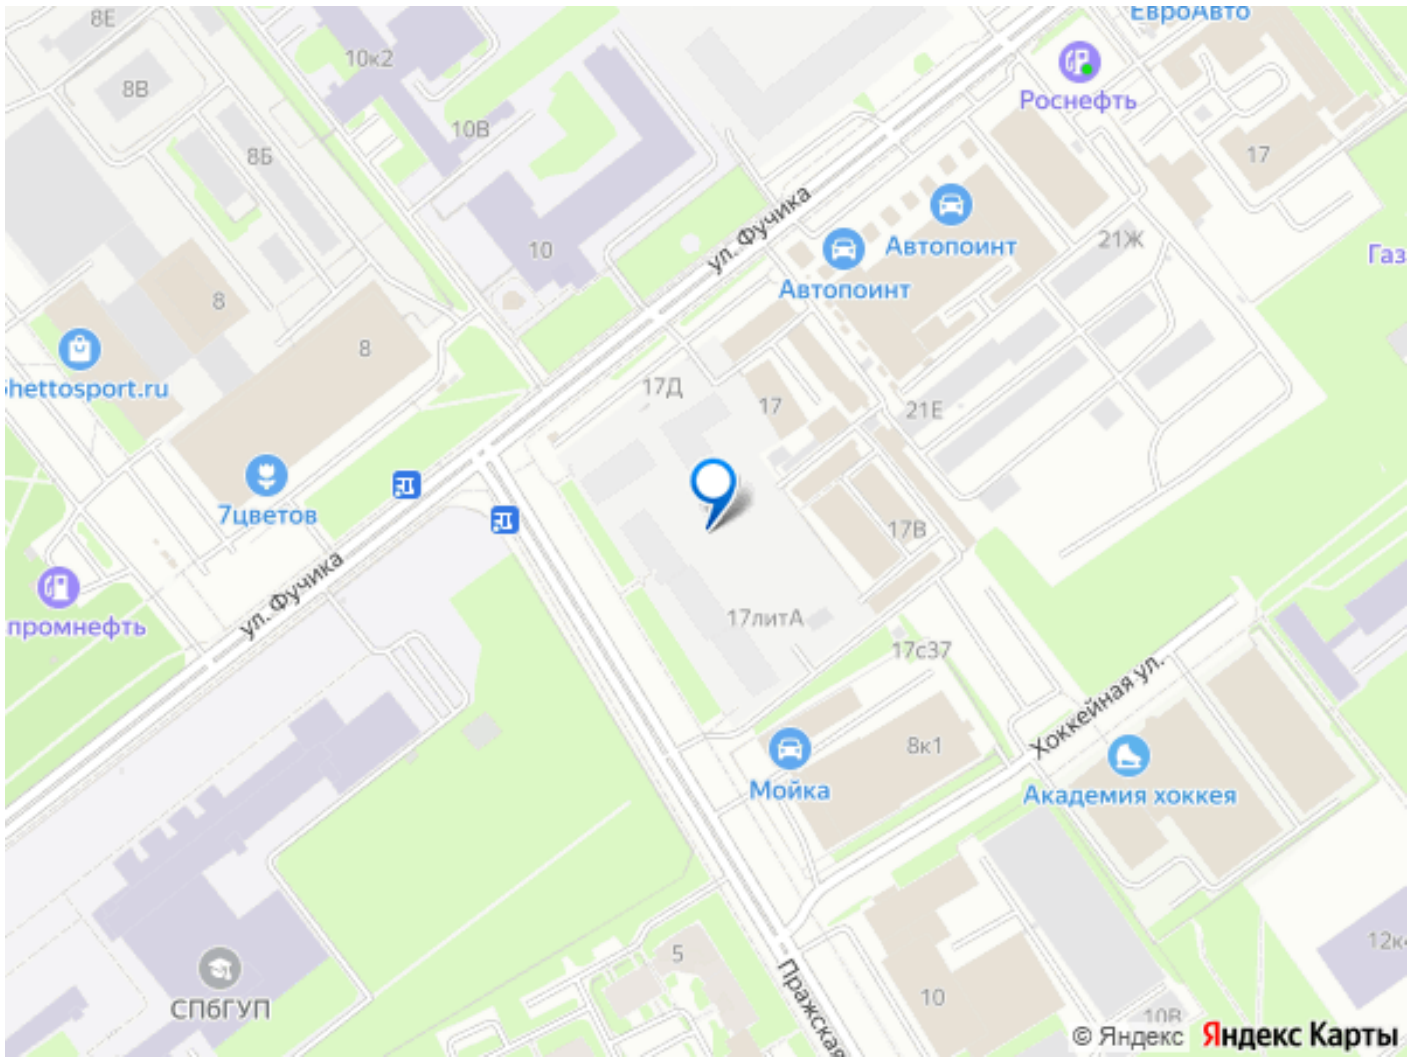 8Е
ЕвроАвто
10к2
Роснефть
8В
10В
8Б
17
ул. Фучика
21Ж
Автопоинт
10
Газ
Автопоинт
8
8
hettosport.ru
17Д
17
21Е
7цветов
17В
ул. Фучика
промнефть
17литА
17с37
Хоккейная ул.
8к1
Мойка
Академия хоккея
12к
5
СПбГУП
Пражская
10
10В
© Яндекс Яндекс Карты